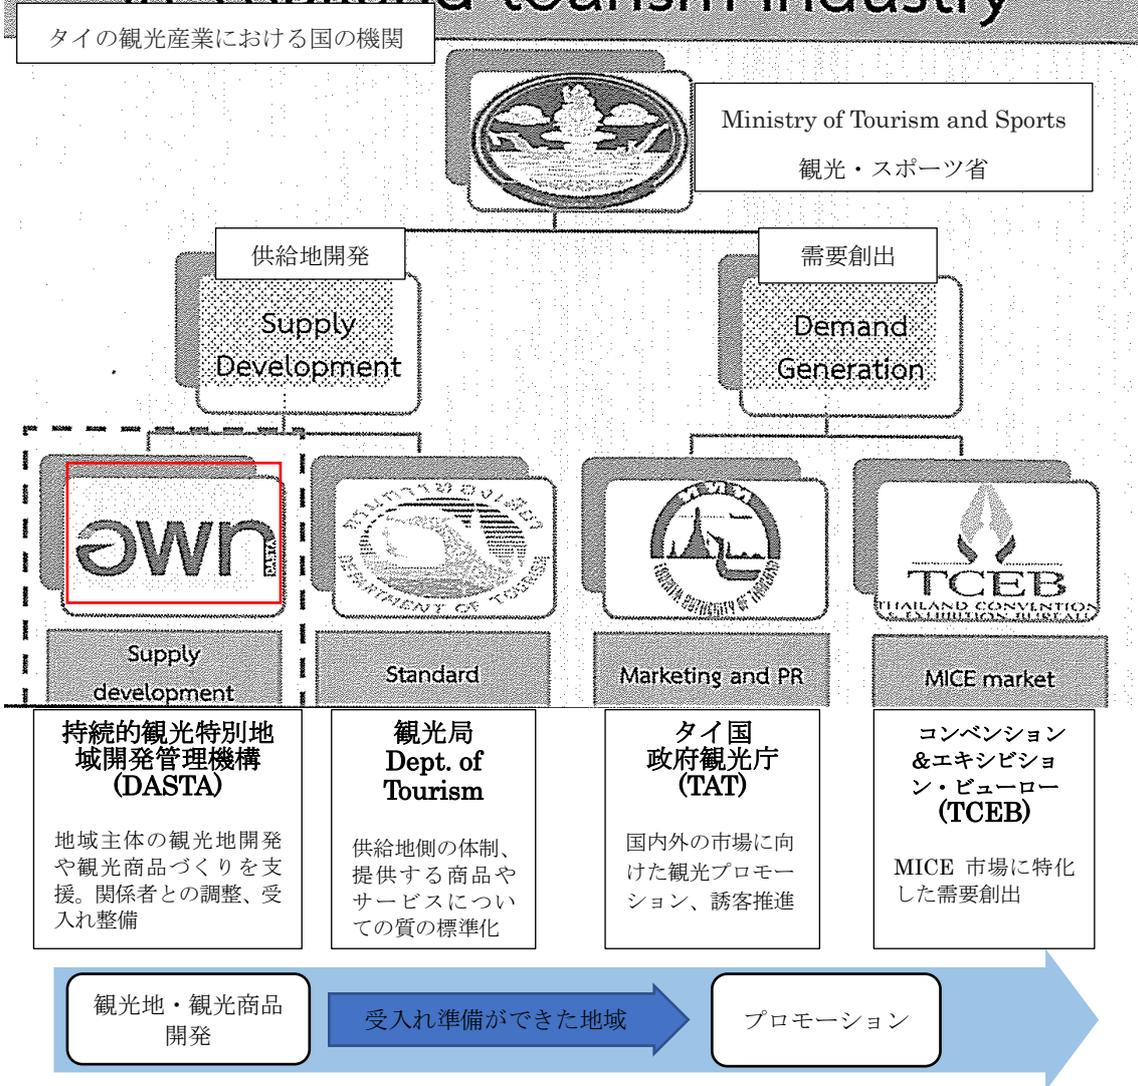 in Thailand tourism industry
タイの観光産業における国の機関
Ministry of Tourism and Sports
観光・スポーツ省
供給地開発
Supply
Development
需要創出
Demand
Generation
อพท
DASTA
DEPARTMENT OF TOURISM
TOURISM AUTHORITY OF THAILAND
TCEB
THAILAND CONVENTION
& EXHIBITION BUREAU
Supply
development
Standard
Marketing and PR
MICE market
持続的観光特別地
域開発管理機構
(DASTA)
地域主体の観光地開発
や観光商品づくりを支
援。関係者との調整、受
入れ整備
観光局
Dept. of
Tourism
供給地側の体制、
提供する商品や
サービスについ
ての質の標準化
タイ国
政府観光庁
(TAT)
国内外の市場に向
けた観光プロモー
ション、誘客推進
コンベンション
&エキシビショ
ン・ビューロー
(TCEB)
MICE 市場に特化
した需要創出
観光地・観光商品
開発
受入れ準備ができた地域
プロモーション